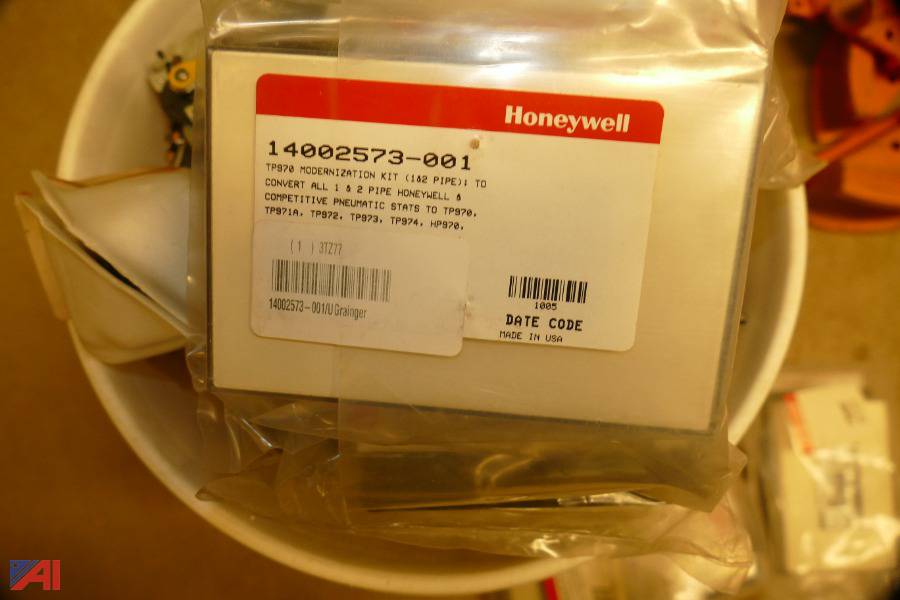 Honeywell
14002573-001
TP970 MODERNIZATION KIT (1&2 PIPE); TO
CONVERT ALL 1 & 2 PIPE HONEYWELL &
COMPETITIVE PNEUMATIC STATS TO TP970,
TP971A, TP972, TP973, TP974, HP970,
( 1 ) 3TZ77
14002573-001/U Grainger
1005
DATE CODE
MADE IN USA
AI